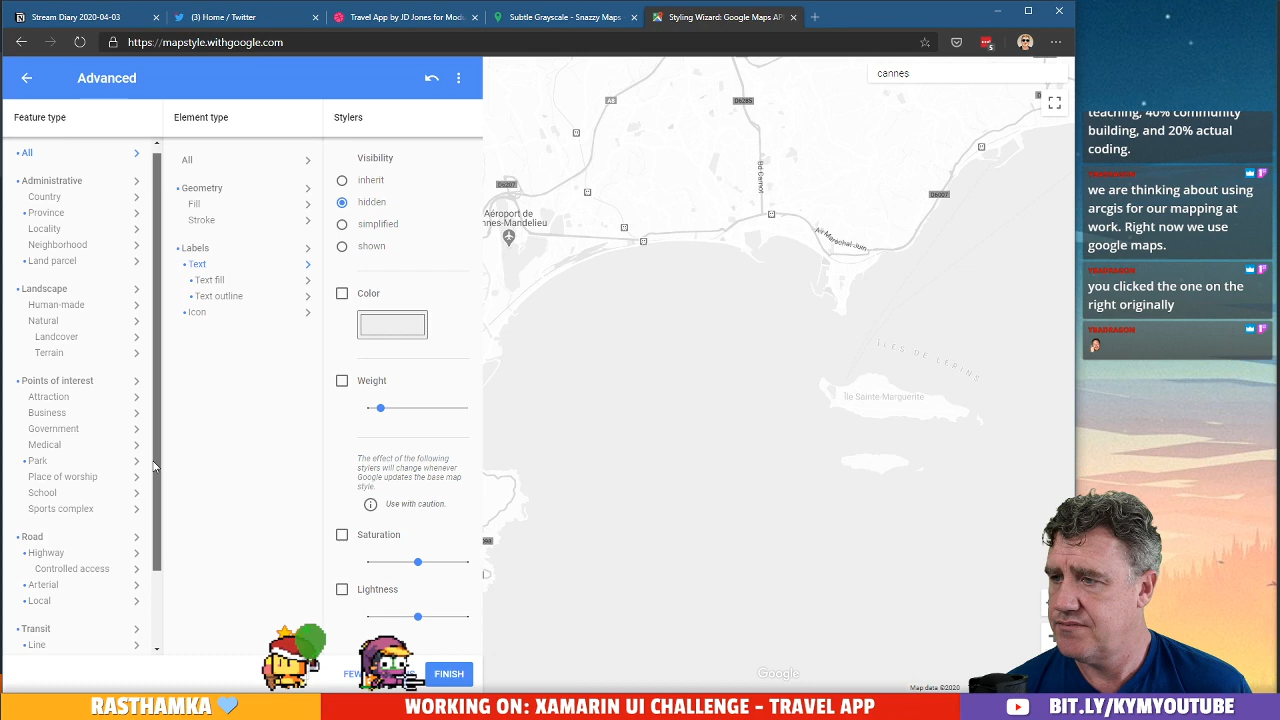 Stream Diary 2020-04-03
(3) Home / Twitter
Travel App by JD Jones for Mod
Subtle Grayscale - Snazzy Maps
Styling Wizard: Google Maps AP
https://mapstyle.withgoogle.com
Advanced
Feature type
Element type
Stylers
All
Administrative
Country
Province
Locality
Neighborhood
Land parcel
Landscape
Human-made
Natural
Landcover
Terrain
Points of interest
Attraction
Business
Government
Medical
Park
Place of worship
School
Sports complex
Road
Highway
Controlled access
Arterial
Local
Transit
Line
All
Geometry
Fill
Stroke
Labels
Text
Text fill
Text outline
Icon
Visibility
inherit
hidden
simplified
shown
Color
Weight
The effect of the following
stylers will change whenever
Google updates the base map
style.
Use with caution.
Saturation
Lightness
FINISH
cannes
D6285
D6007
Aéroport de
nnes-Mandelieu
Bd Carnot
ÎLES DE LERINS
Île Sainte-Marguerite
Google
Map data ©2020
teaching, 40% community
building, and 20% actual
coding.
we are thinking about using
arcgis for our mapping at
work. Right now we use
google maps.
you clicked the one on the
right originally
RASTHAMKA
WORKING ON: XAMARIN UI CHALLENGE - TRAVEL APP
BIT.LY/KYMYOUTUBE